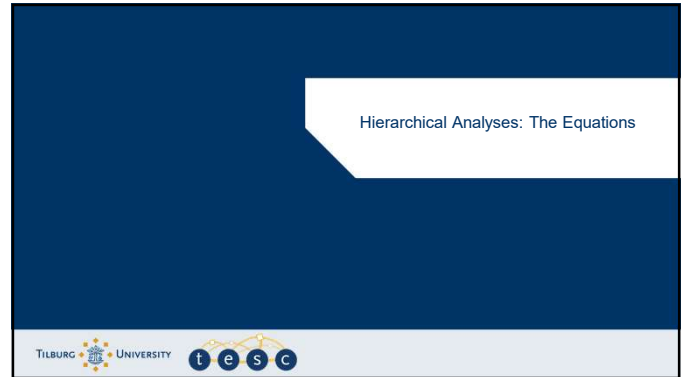 Hierarchical Analyses: The Equations
TILBURG UNIVERSITY
t e s c